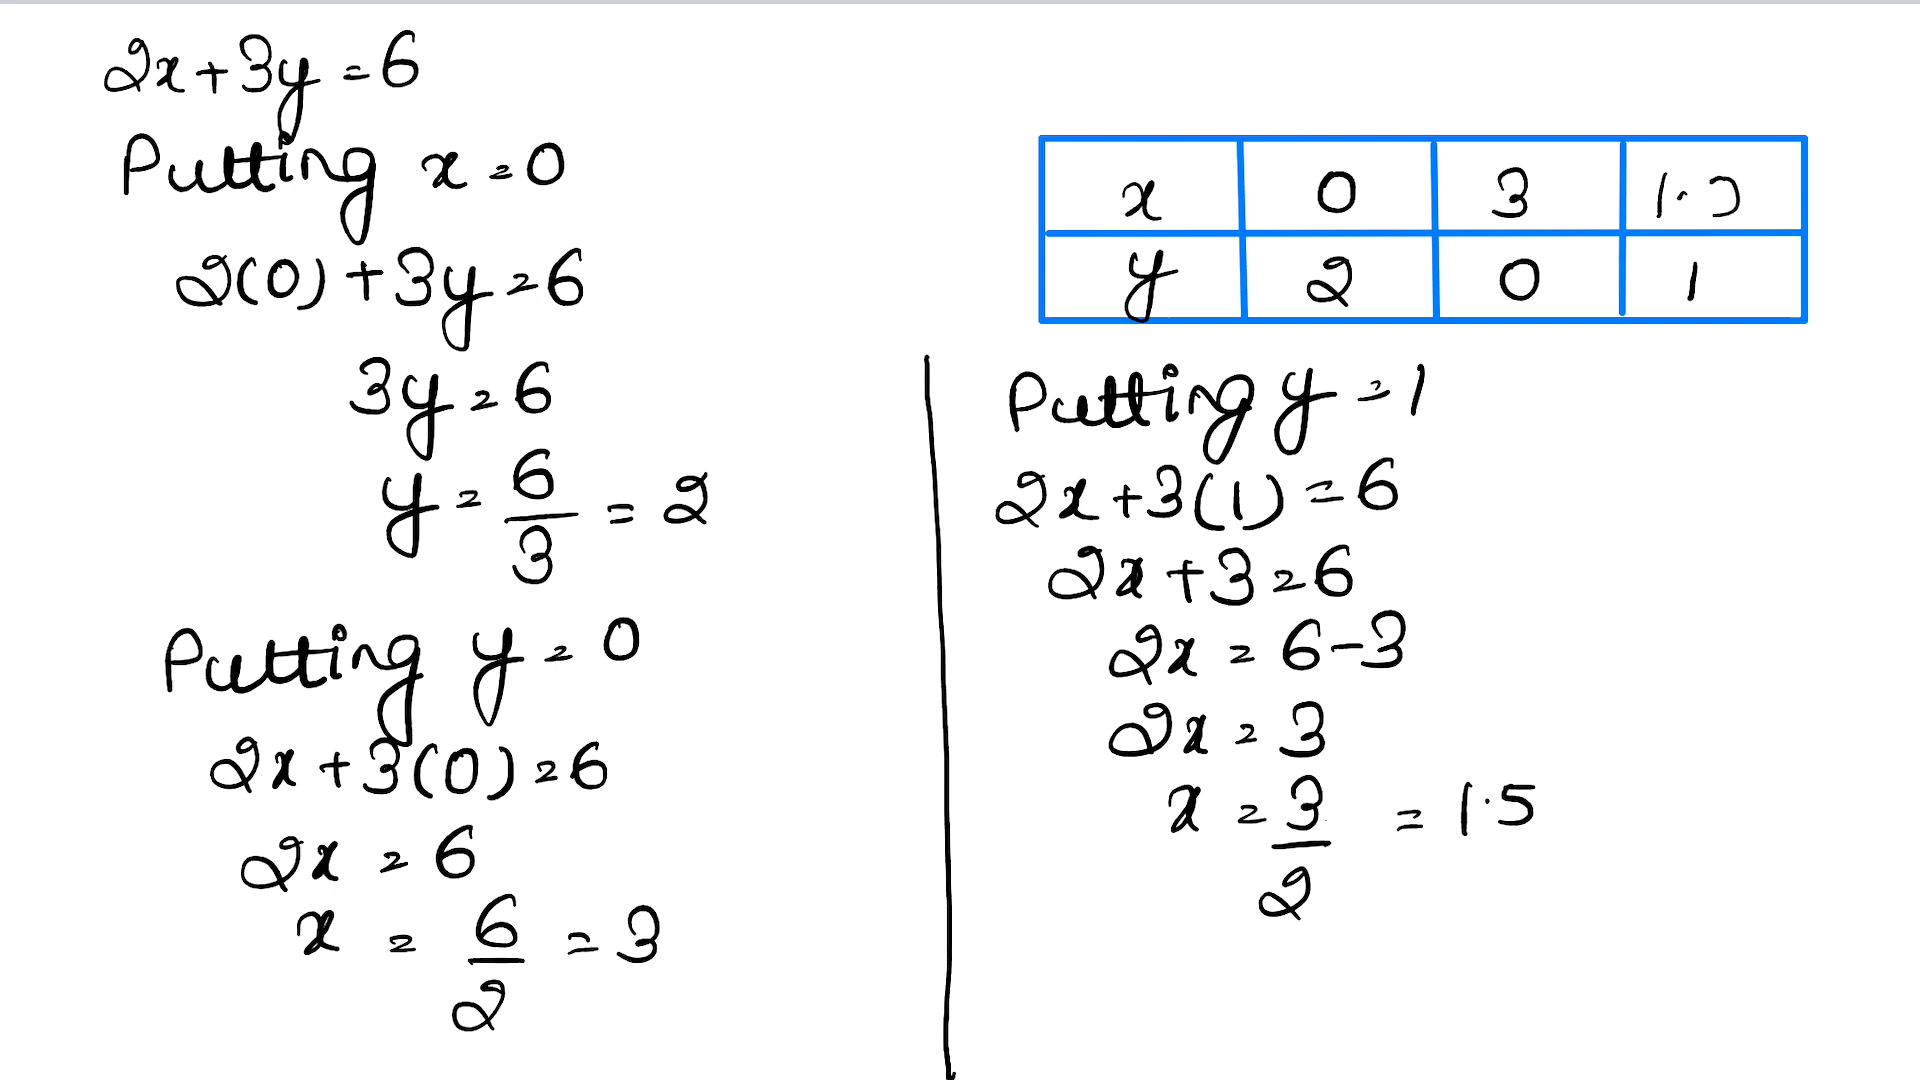 2x+3y=6
Putting x=0
2(0)+3y=6
3y=6
y=6/3=2
Putting y=0
2x+3(0)=6
2x=6
x=6/2=3
x 0 3
y 2 0 1
Putting y=1
2x+3(1)=6
2x+3=6
2x=6-3
2x=3
x=3/2=1.5